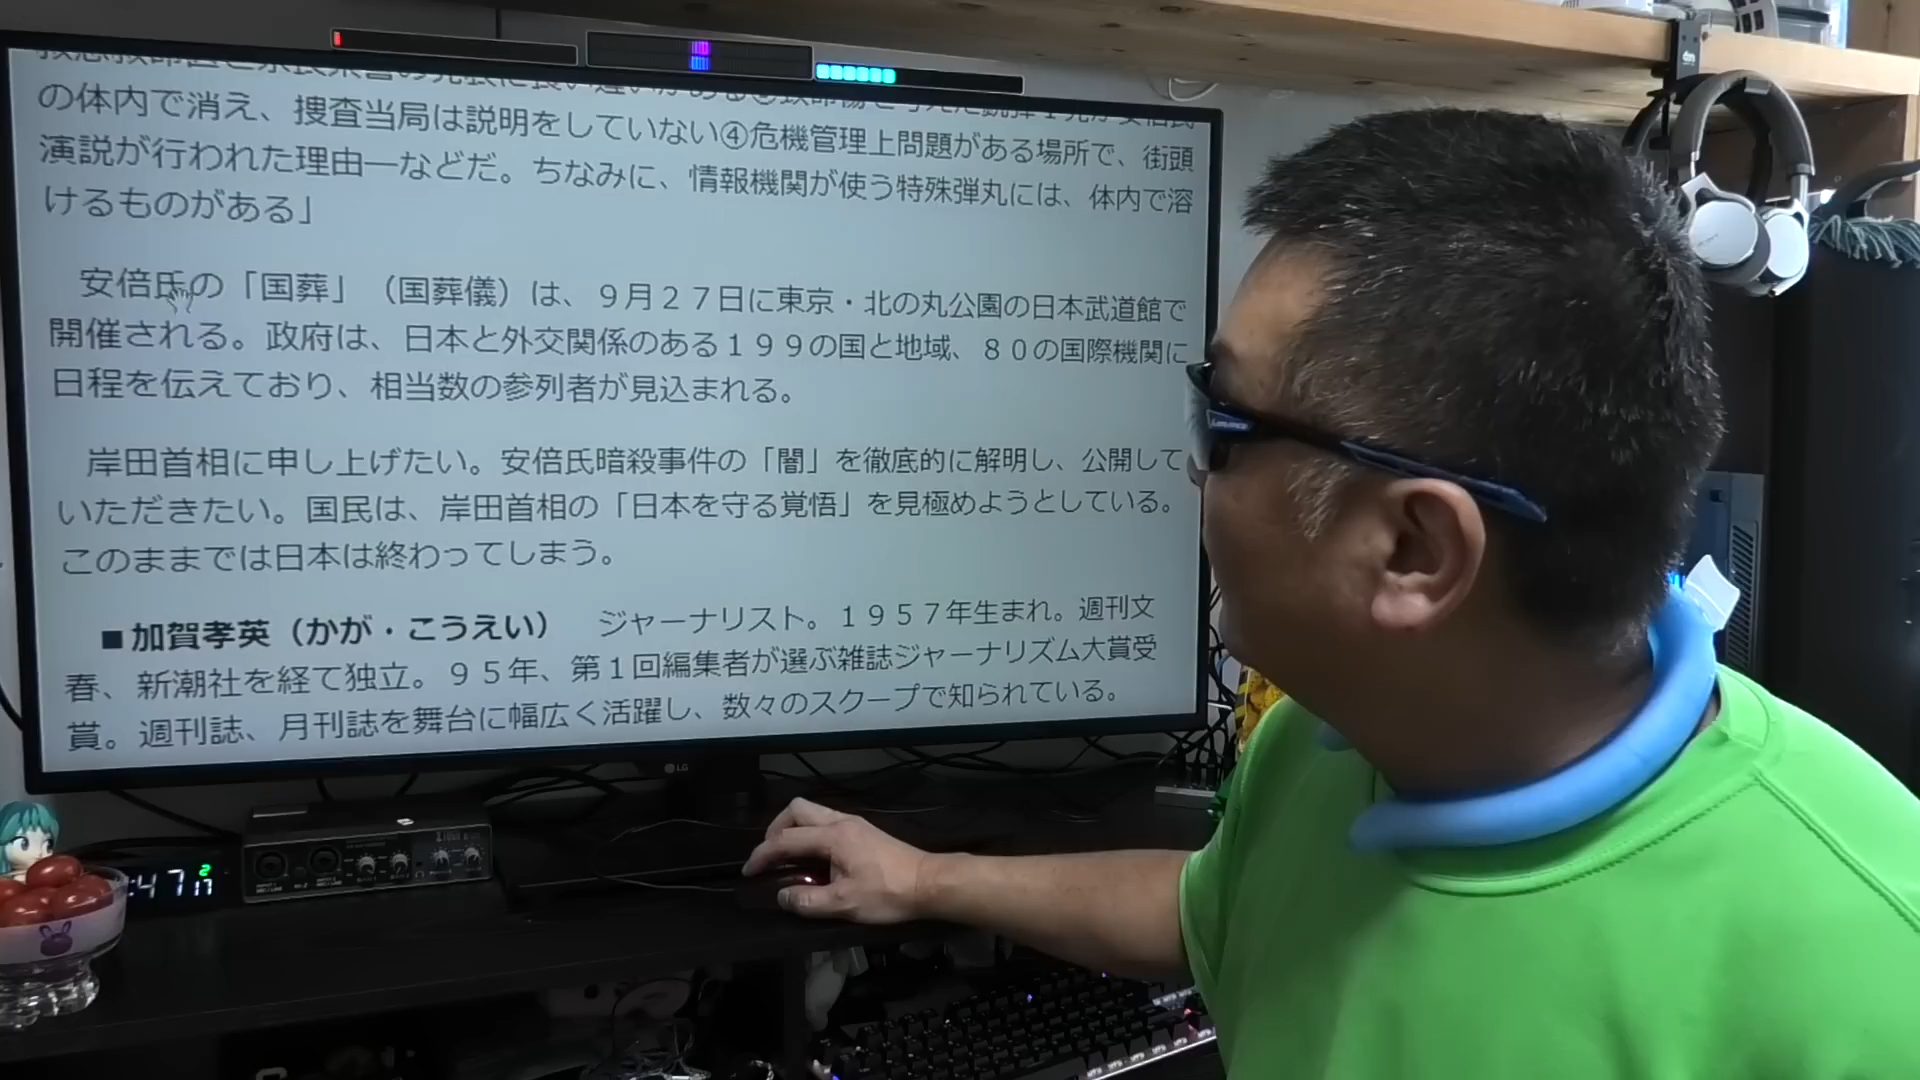 の体内で消え、捜査当局は説明をしていない④危機管理上問題がある場所で、街頭
演説が行われた理由―などだ。ちなみに、情報機関が使う特殊弾丸には、体内で溶
けるものがある」
安倍氏の「国葬」（国葬儀）は、９月２７日に東京・北の丸公園の日本武道館で
開催される。政府は、日本と外交関係のある１９９の国と地域、８０の国際機関に
日程を伝えており、相当数の参列者が見込まれる。
岸田首相に申し上げたい。安倍氏暗殺事件の「闇」を徹底的に解明し、公開して
いただきたい。国民は、岸田首相の「日本を守る覚悟」を見極めようとしている。
このままでは日本は終わってしまう。
■加賀孝英（かが・こうえい）　ジャーナリスト。１９５７年生まれ。週刊文
春、新潮社を経て独立。９５年、第１回編集者が選ぶ雑誌ジャーナリズム大賞受
賞。週刊誌、月刊誌を舞台に幅広く活躍し、数々のスクープで知られている。
LG
:47
2
17